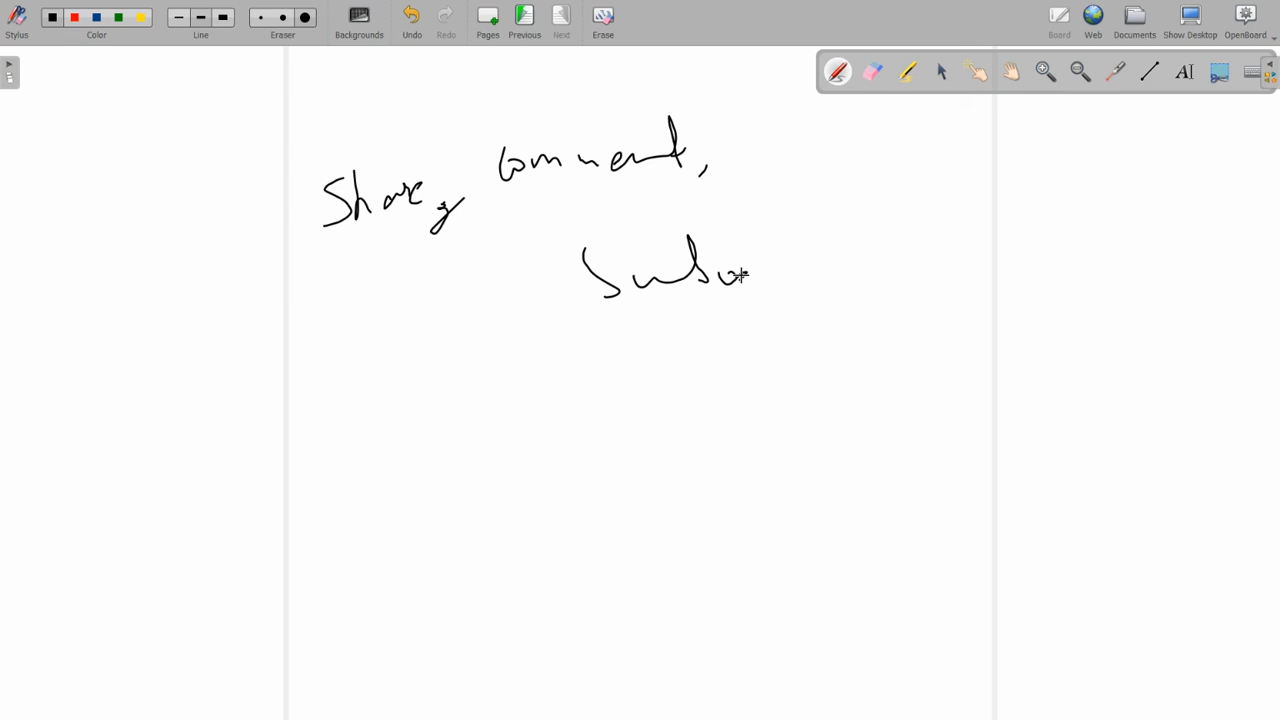 Stylus
Color
Line
Eraser
Backgrounds
Undo
Redo
Pages
Previous
Next
Erase
Board
Web
Documents
Show Desktop
OpenBoard
Share, comment,